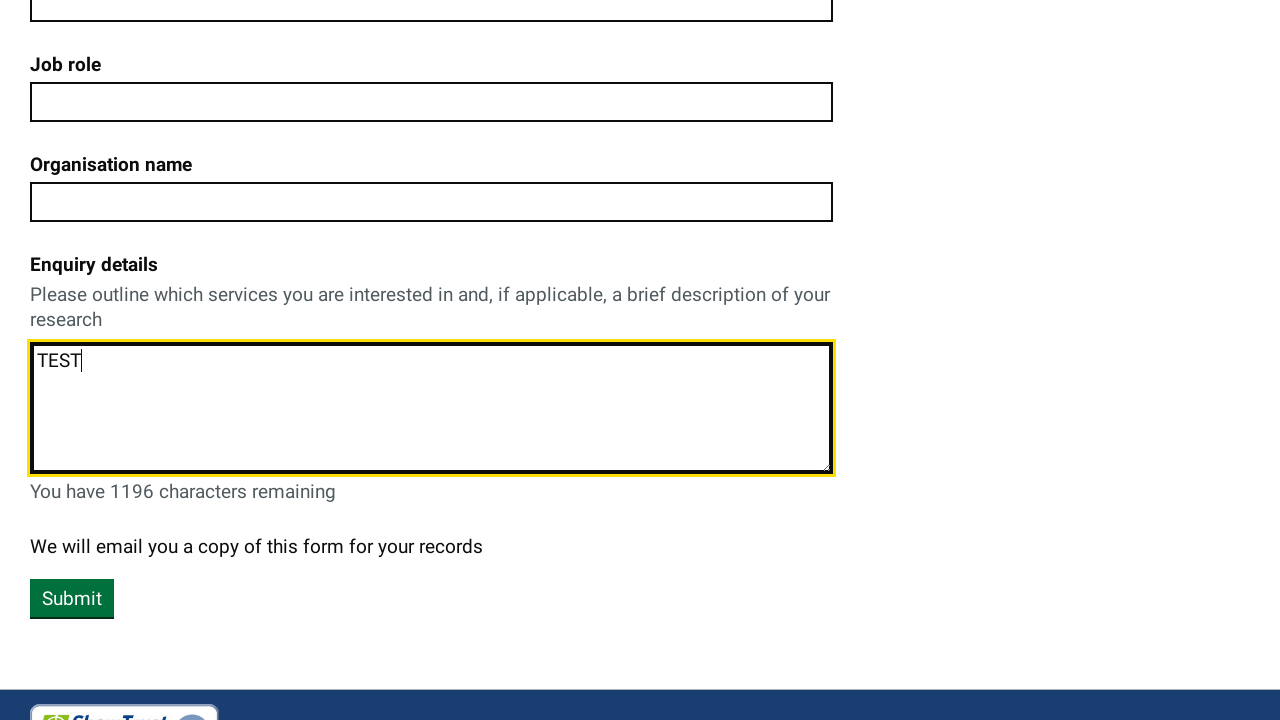 Job role
Organisation name
Enquiry details
Please outline which services you are interested in and, if applicable, a brief description of your
research
TEST
You have 1196 characters remaining
We will email you a copy of this form for your records
Submit